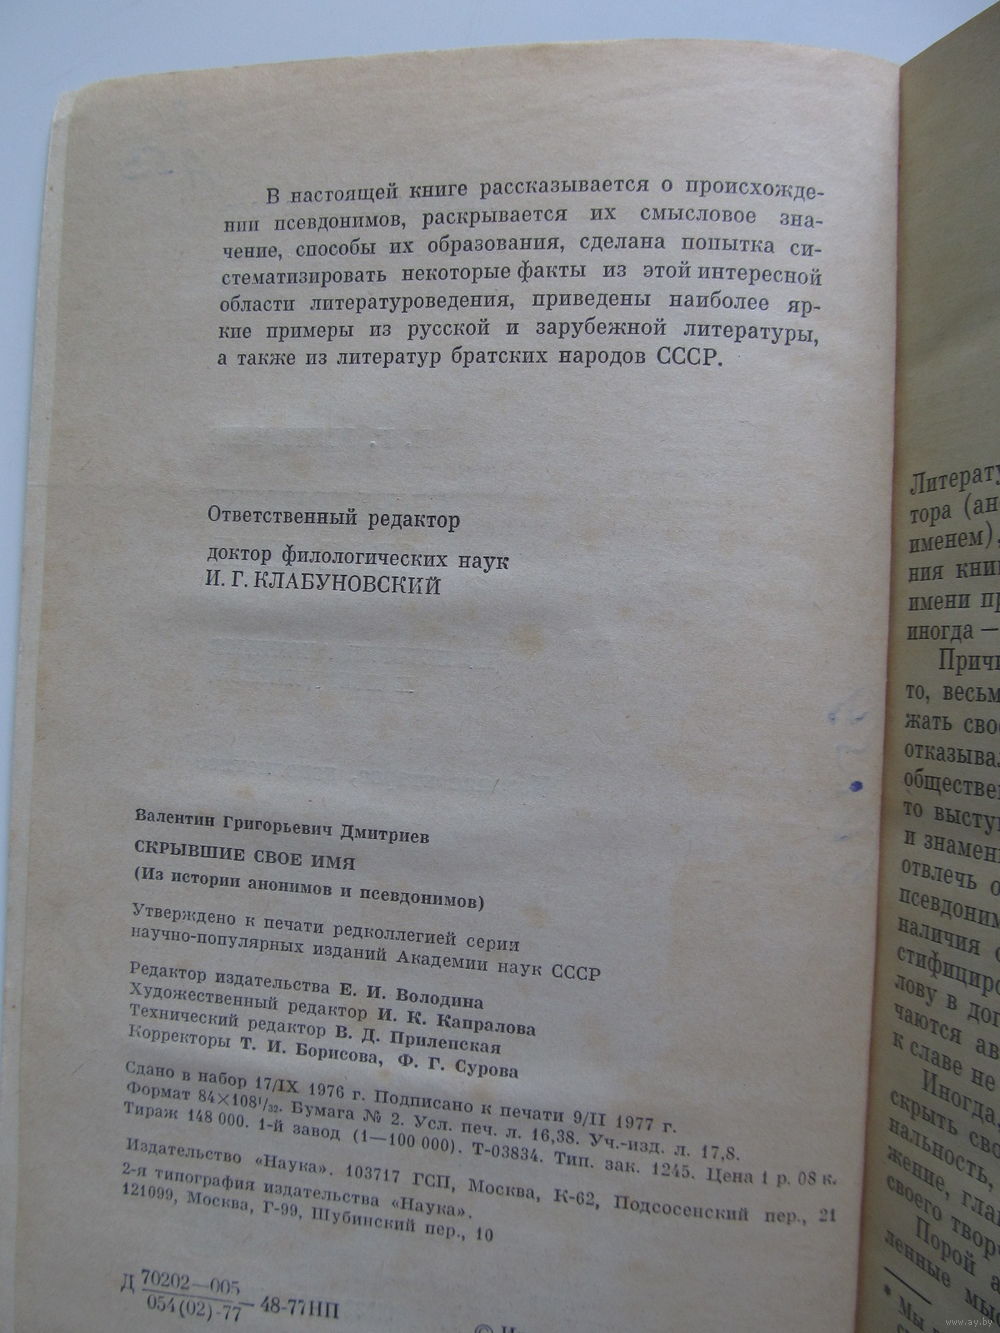 В настоящей книге рассказывается о происхожде-
нии псевдонимов, раскрывается их смысловое зна-
чение, способы их образования, сделана попытка си-
стематизировать некоторые факты из этой интересной
области литературоведения, приведены наиболее яр-
кие примеры из русской и зарубежной литературы,
а также из литератур братских народов СССР.
Ответственный редактор
доктор филологических наук
И. Г. КЛАБУНОВСКИЙ
Валентин Григорьевич Дмитриев
СКРЫВШИЕ СВОЕ ИМЯ
(Из истории анонимов и псевдонимов)
Утверждено к печати редколлегией серии
научно-популярных изданий Академии наук СССР
Редактор издательства Е. И. Володина
Художественный редактор И. К. Капралова
Технический редактор В. Д. Прилепская
Корректоры Т. И. Борисова, Ф. Г. Сурова
Сдано в набор 17/IX 1976 г. Подписано к печати 9/II 1977 г.
Формат 84×108¹/₃₂. Бумага № 2. Усл. печ. л. 16,38. Уч.-изд. л. 17,8.
Тираж 148 000. 1-й завод (1—100 000). Т-03834. Тип. зак. 1245. Цена 1 р. 08 к.
Издательство «Наука». 103717 ГСП, Москва, К-62, Подсосенский пер., 21
2-я типография издательства «Наука».
121099, Москва, Г-99, Шубинский пер., 10
Д 70202—005
054(02)-77 — 48-77НП
©
Литерату
тора (ан
именем),
ния кни
имени пр
иногда —
Причи
то, весьм
жать сво
отказывал
обществе
то высту
и знамен
отвлечь о
псевдоним
наличия
стифициро
лову в дог
чаются ав
к славе не
Иногда,
скрыть сво
нальность,
жение, гла
своего твор
Порой а
ленные мы
* Мы
www.ay.by